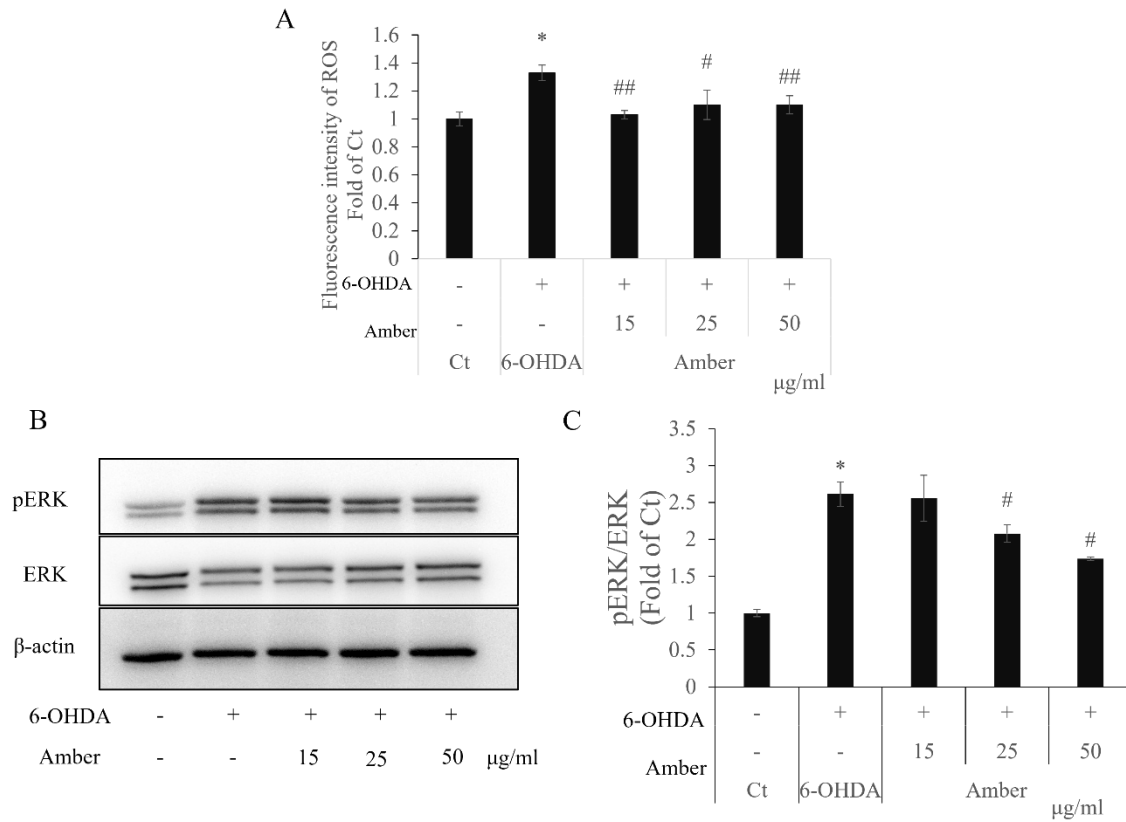 A
Fluorescence intensity of ROS
Fold of Ct
1.6
1.4
1.2
1
0.8
0.6
0.4
0.2
0
*
##
#
##
6-OHDA - + + + +
Amber - - 15 25 50
Ct 6-OHDA Amber
μg/ml
B
pERK
ERK
β-actin
6-OHDA - + + + +
Amber - - 15 25 50 μg/ml
C
pERK/ERK
(Fold of Ct)
3.5
3
2.5
2
1.5
1
0.5
0
*
#
#
6-OHDA - + + + +
Amber - - 15 25 50
Ct 6-OHDA Amber
μg/ml